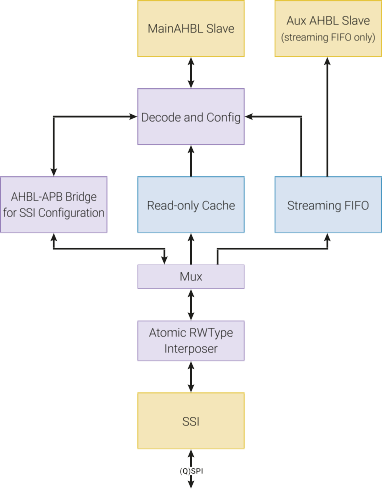 MainAHBL Slave
Aux AHBL Slave
(streaming FIFO only)
Decode and Config
AHBL-APB Bridge
for SSI Configuration
Read-only Cache
Streaming FIFO
Mux
Atomic RWType
Interposer
SSI
(Q)SPI